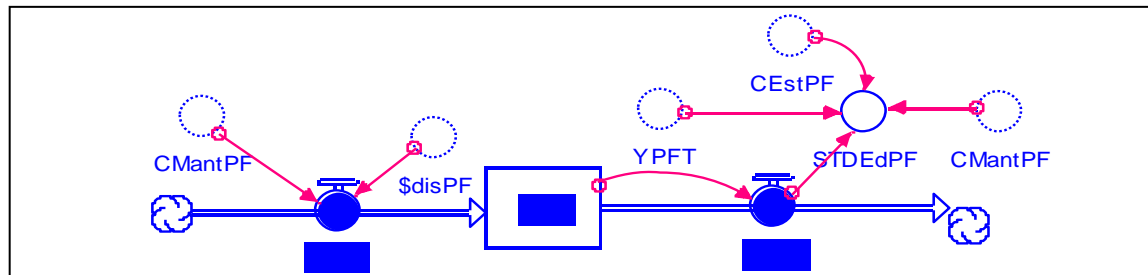 CEstPF
CMantPF
$disPF
YPFT
STDEdPF
CMantPF